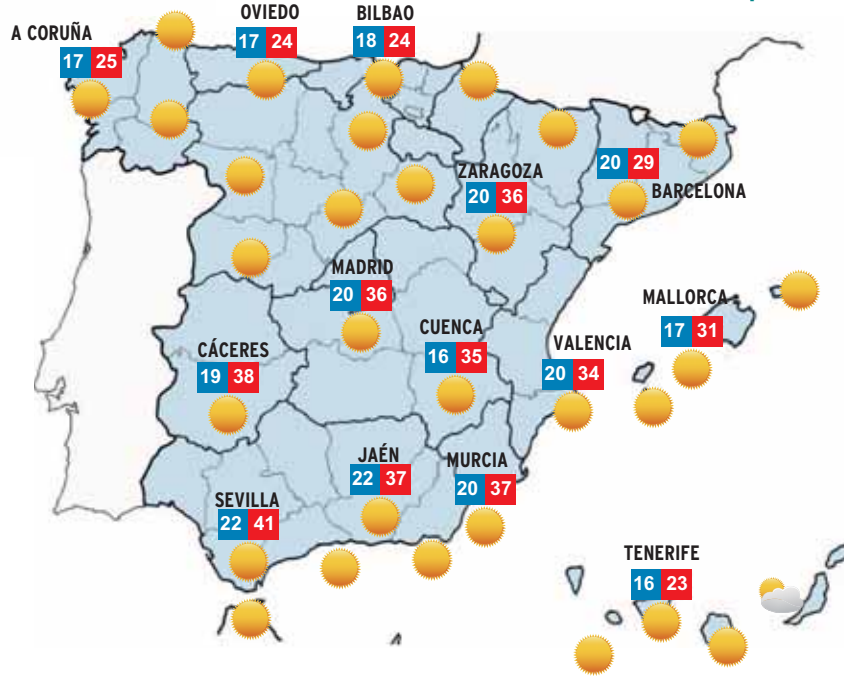 OVIEDO
17 24
BILBAO
18 24
A CORUÑA
17 25
ZARAGOZA
20 36
20 29
BARCELONA
MADRID
20 36
MALLORCA
17 31
CUENCA
16 35
VALENCIA
20 34
CÁCERES
19 38
JAÉN
22 37
MURCIA
20 37
SEVILLA
22 41
TENERIFE
16 23